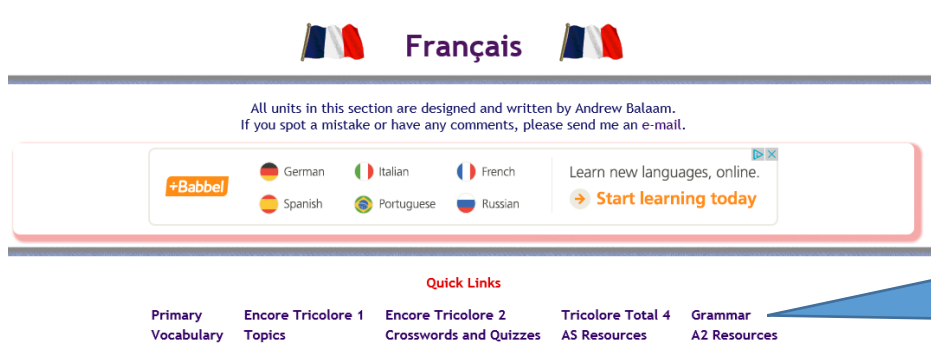 Français
All units in this section are designed and written by Andrew Balaam.
If you spot a mistake or have any comments, please send me an e-mail.
+Babbel
German Italian French
Spanish Portuguese Russian
Learn new languages, online.
Start learning today
Quick Links
Primary Encore Tricolore 1 Encore Tricolore 2 Tricolore Total 4 Grammar
Vocabulary Topics Crosswords and Quizzes AS Resources A2 Resources